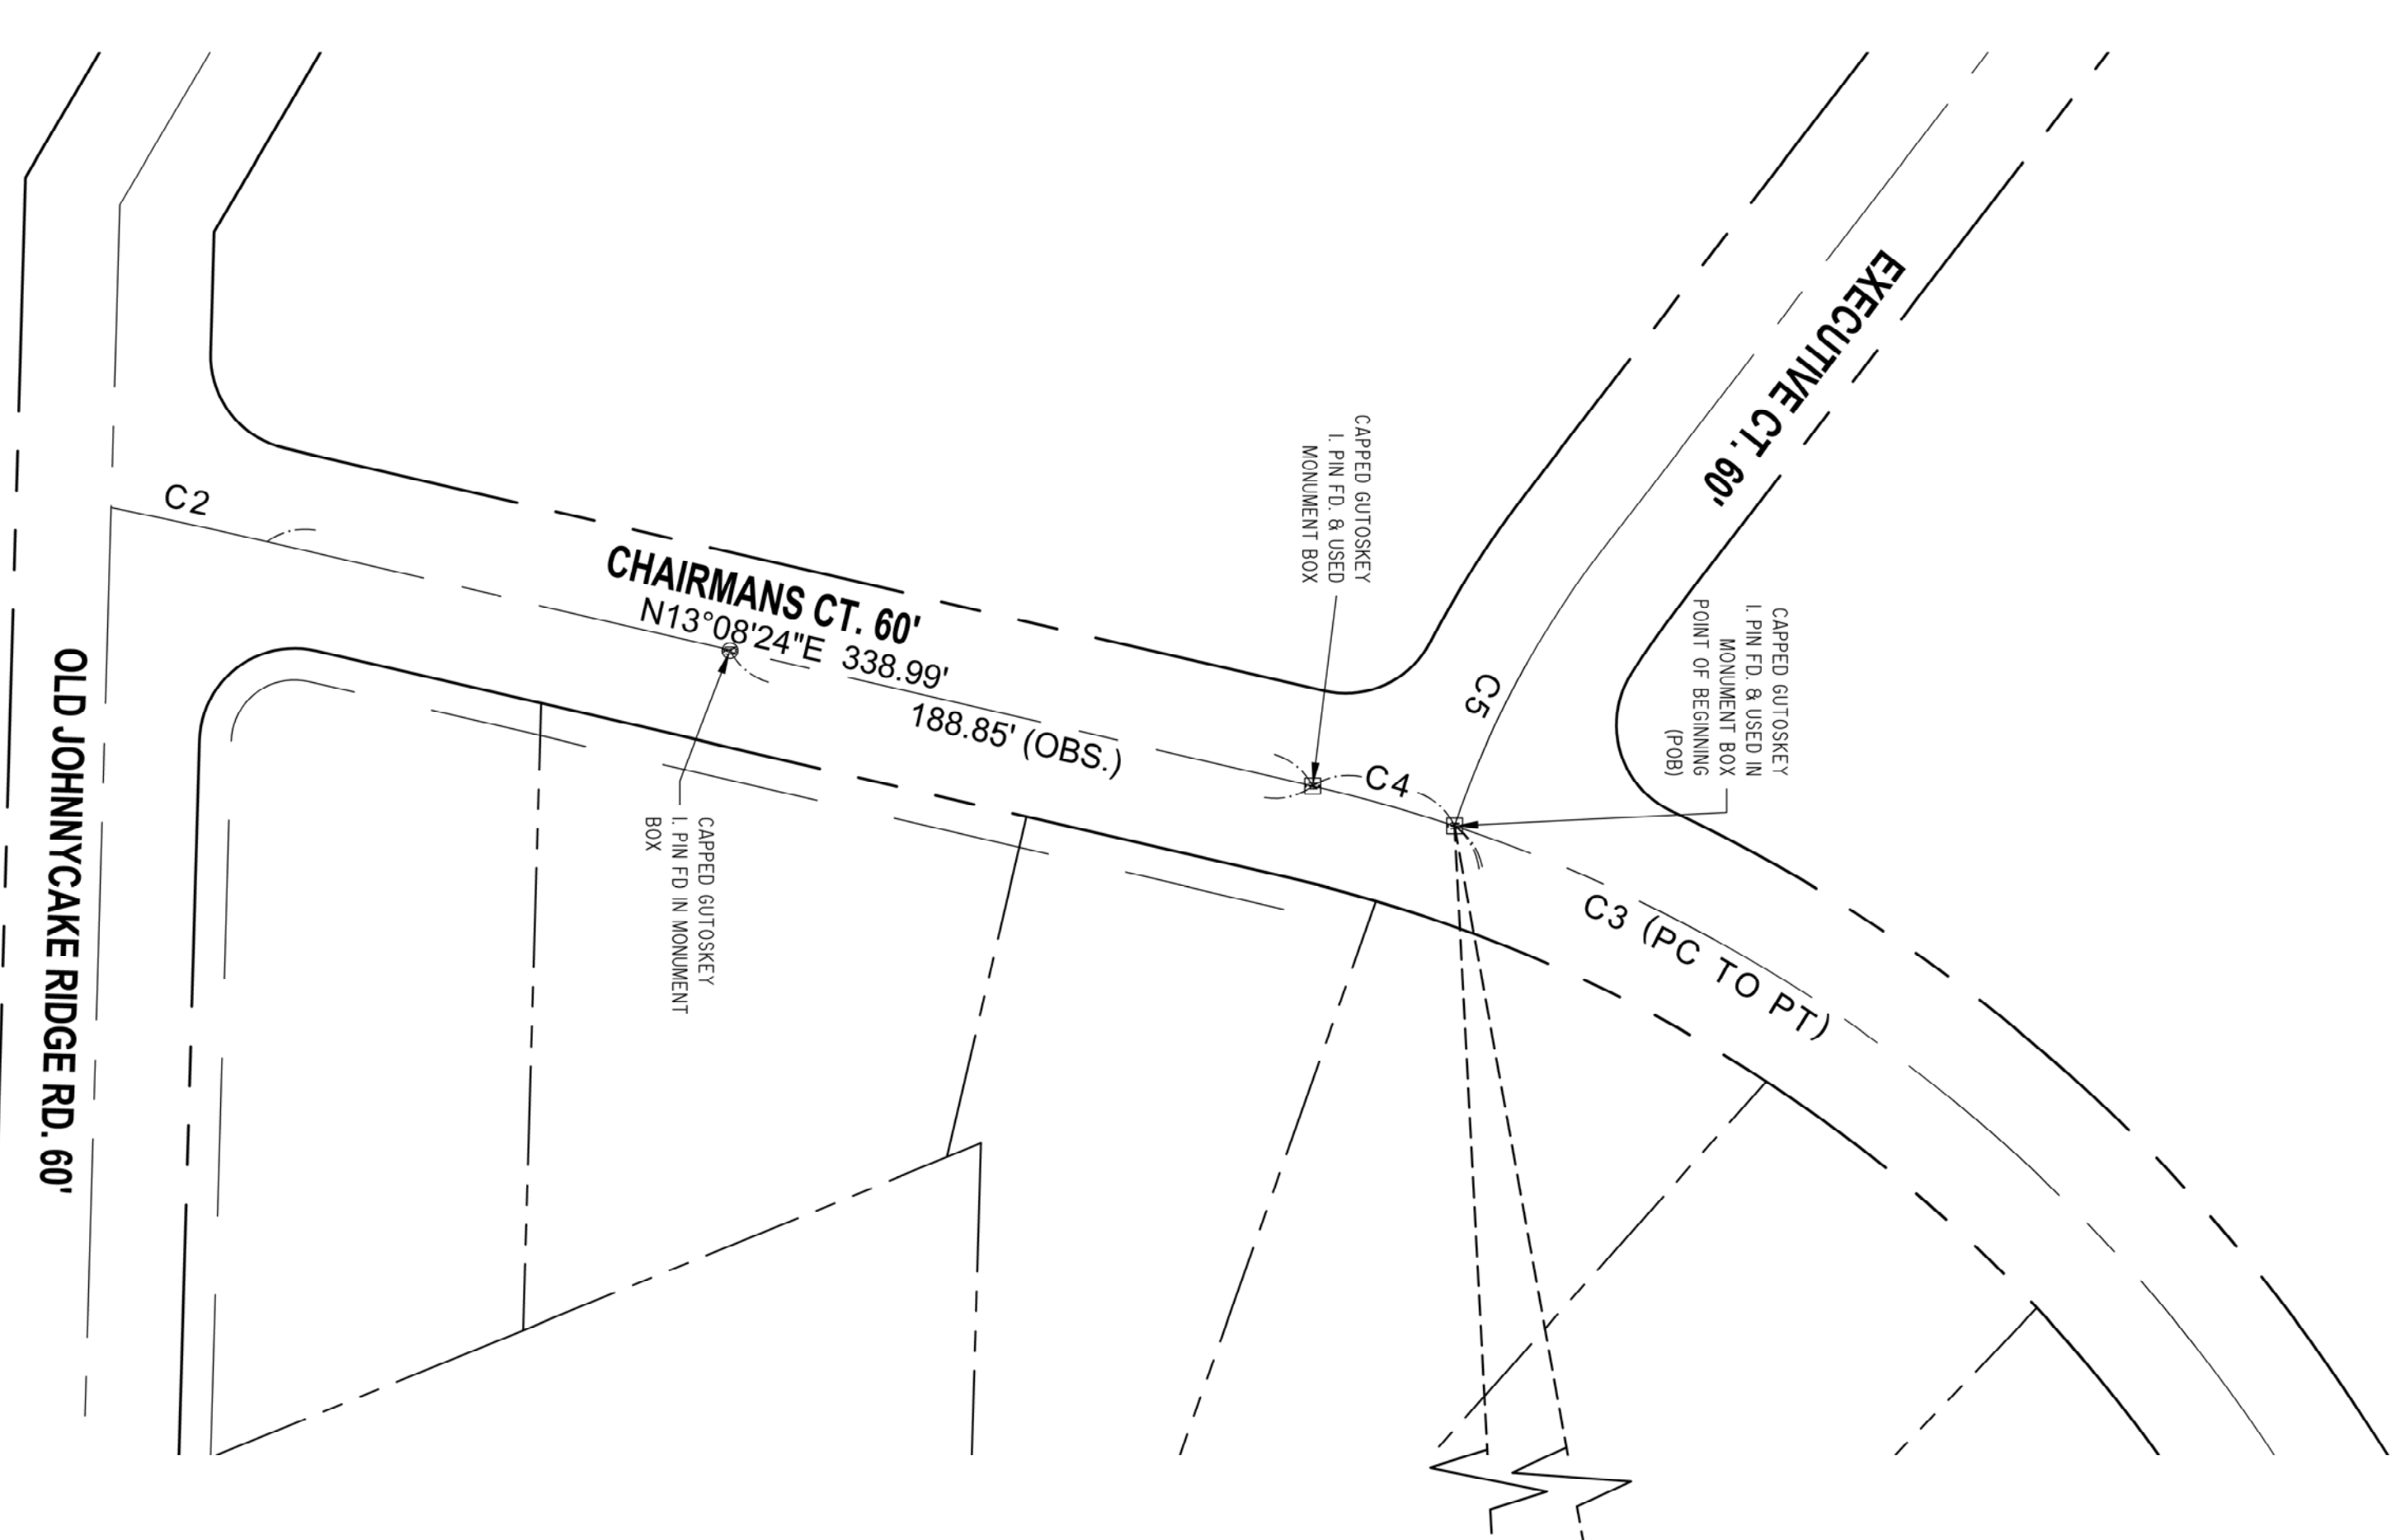 EXECUTIVE CT. 60'
C2
CAPPED GUTOSKEY
I. PIN FD. & USED
MONUMENT BOX
CHAIRMANS CT. 60'
N13°08'24"E 338.99'
188.85' (OBS.)
CAPPED GUTOSKEY
I. PIN FD. & USED IN
MONUMENT BOX
POINT OF BEGINNING
(POB)
C5
C4
OLD JOHNNYCAKE RIDGE RD. 60'
CAPPED GUTOSKEY
I. PIN FD IN MONUMENT
BOX
C3 (PC TO PT)